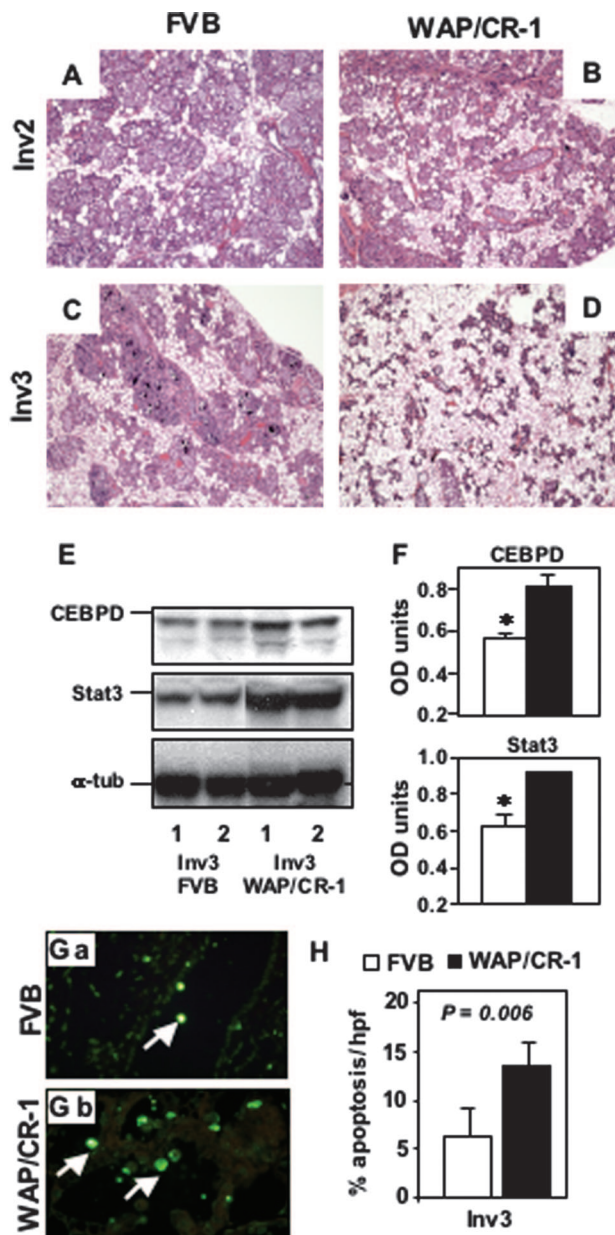 FVB WAP/CR-1
A B
Inv2
C D
Inv3
E F
CEBPD
Stat3
α-tub
1 2 1 2
Inv3 Inv3
FVB WAP/CR-1
CEBPD
OD units
0.8
0.6
0.4
0.2
*
Stat3
OD units
1.0
0.8
0.6
0.4
0.2
*
G a
FVB
G b
WAP/CR-1
H FVB WAP/CR-1
% apoptosis/hpf
20
15
10
5
0
P = 0.006
Inv3